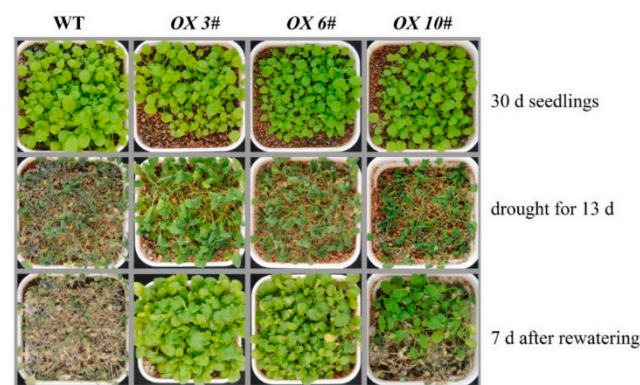 WT OX 3# OX 6# OX 10#
30 d seedlings
drought for 13 d
7 d after rewatering